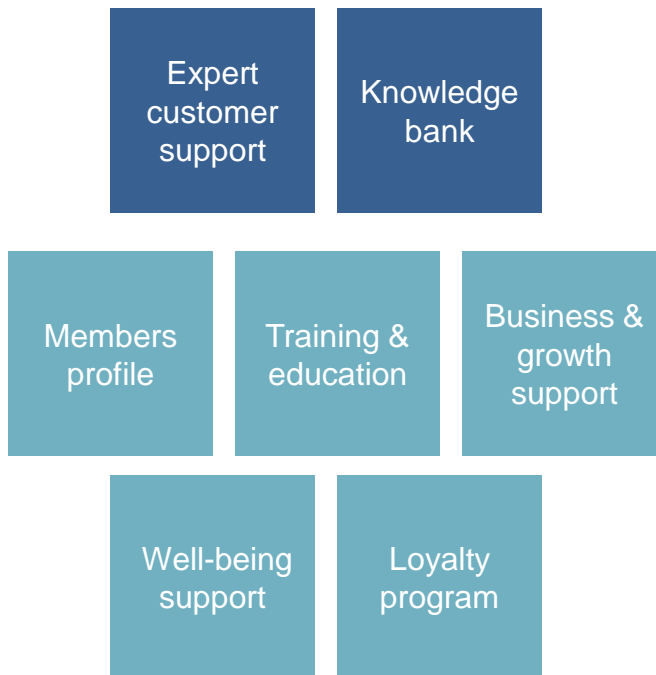 Expert
customer
support
Knowledge
bank
Members
profile
Training &
education
Business &
growth
support
Well-being
support
Loyalty
program